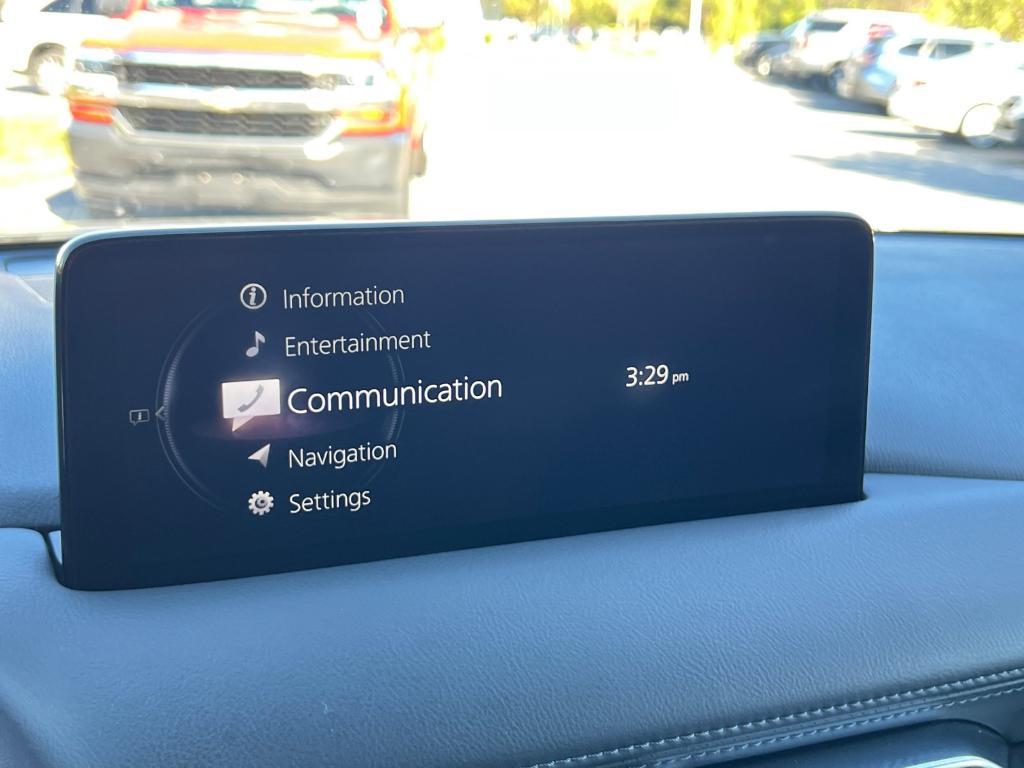 Information
Entertainment
Communication
3:29 pm
Navigation
Settings